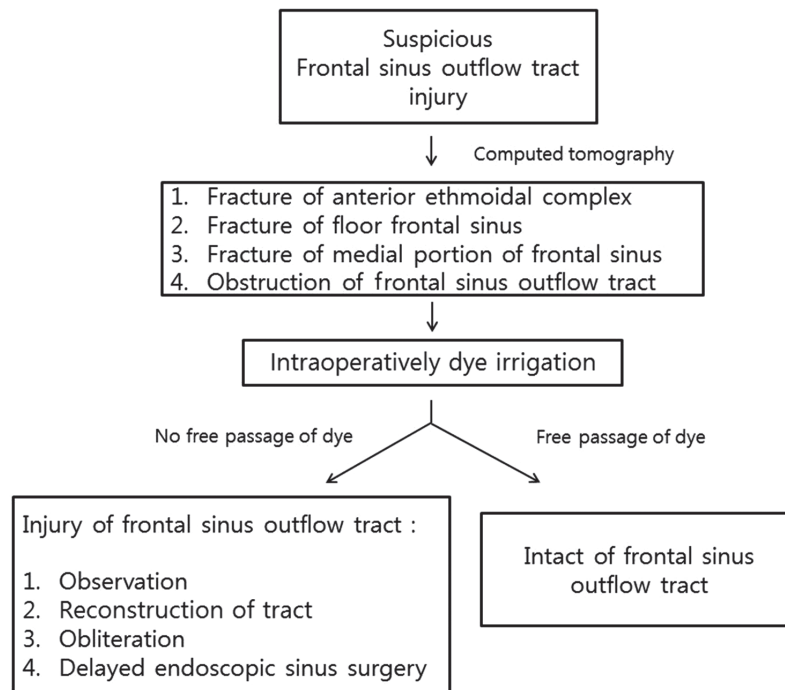 Suspicious
Frontal sinus outflow tract
injury
Computed tomography
1. Fracture of anterior ethmoidal complex
2. Fracture of floor frontal sinus
3. Fracture of medial portion of frontal sinus
4. Obstruction of frontal sinus outflow tract
Intraoperatively dye irrigation
No free passage of dye
Free passage of dye
Injury of frontal sinus outflow tract :
1. Observation
2. Reconstruction of tract
3. Obliteration
4. Delayed endoscopic sinus surgery
Intact of frontal sinus
outflow tract